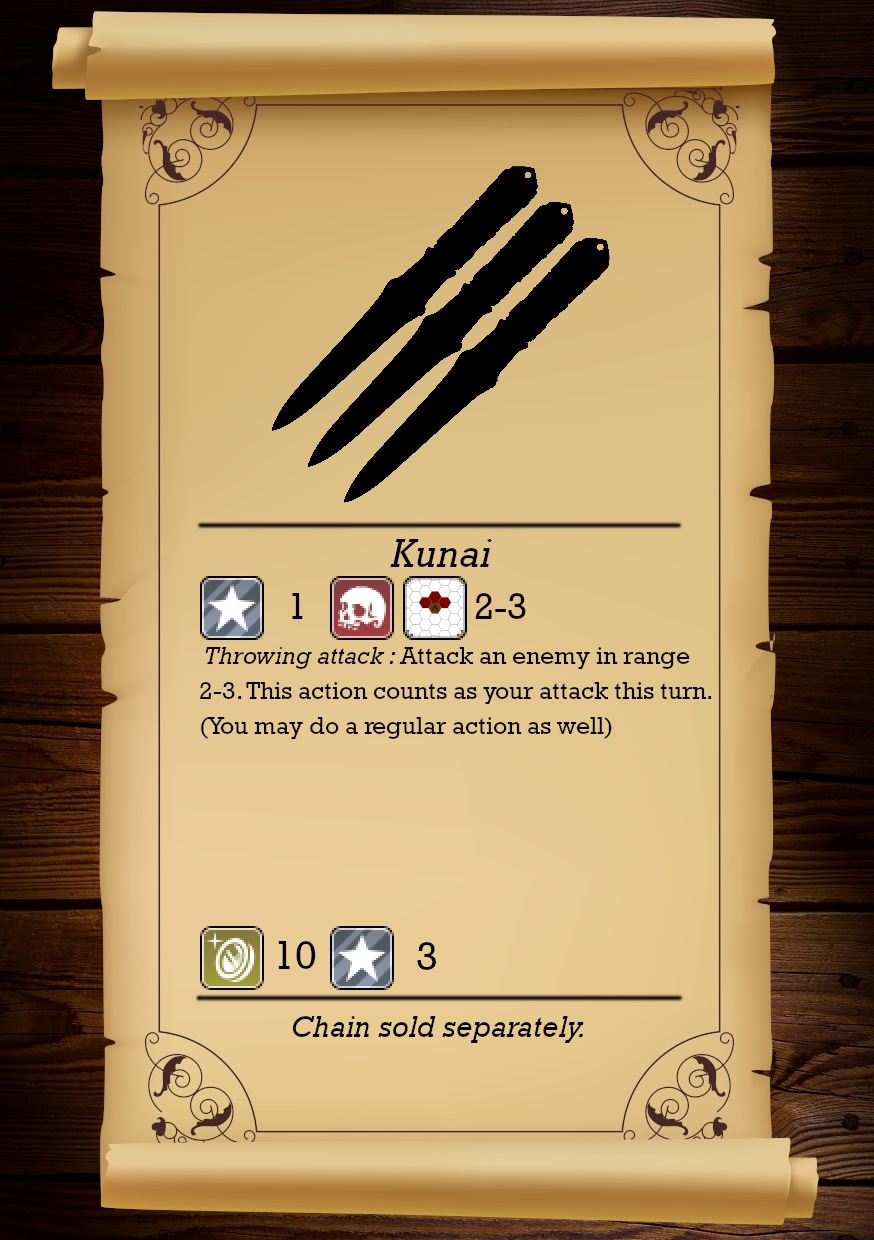 Kunai
1 2-3
Throwing attack : Attack an enemy in range
2-3. This action counts as your attack this turn.
(You may do a regular action as well)
10 3
Chain sold separately.